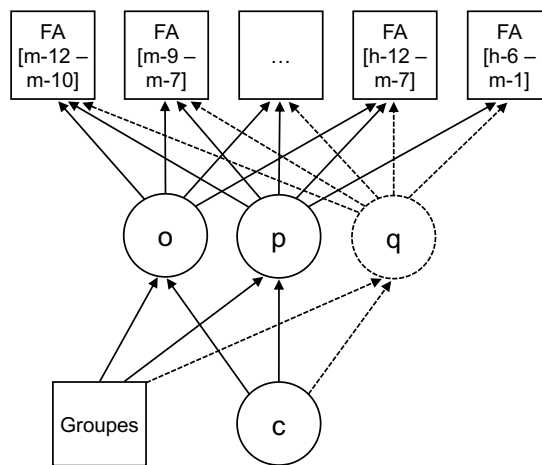 FA
[m-12 –
m-10]
FA
[m-9 –
m-7]
...
FA
[h-12 –
m-7]
FA
[h-6 –
m-1]
o
p
q
Groupes
c